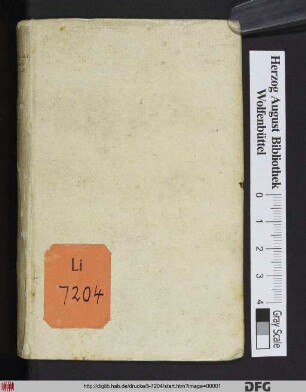 Li
7204
Herzog August Bibliothek
Wolfenbüttel
0
1
2
3
4
Gray Scale
http://diglib.hab.de/drucke/li-7204/start.htm?image=00001
DFG